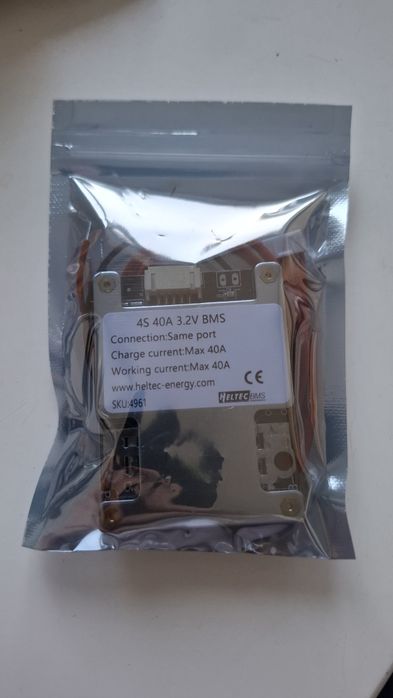 4S 40A 3.2V BMS
Connection:Same port
Charge current:Max 40A
Working current:Max 40A
www.heltec-energy.com CE
SKU:4961 HELTEC BMS